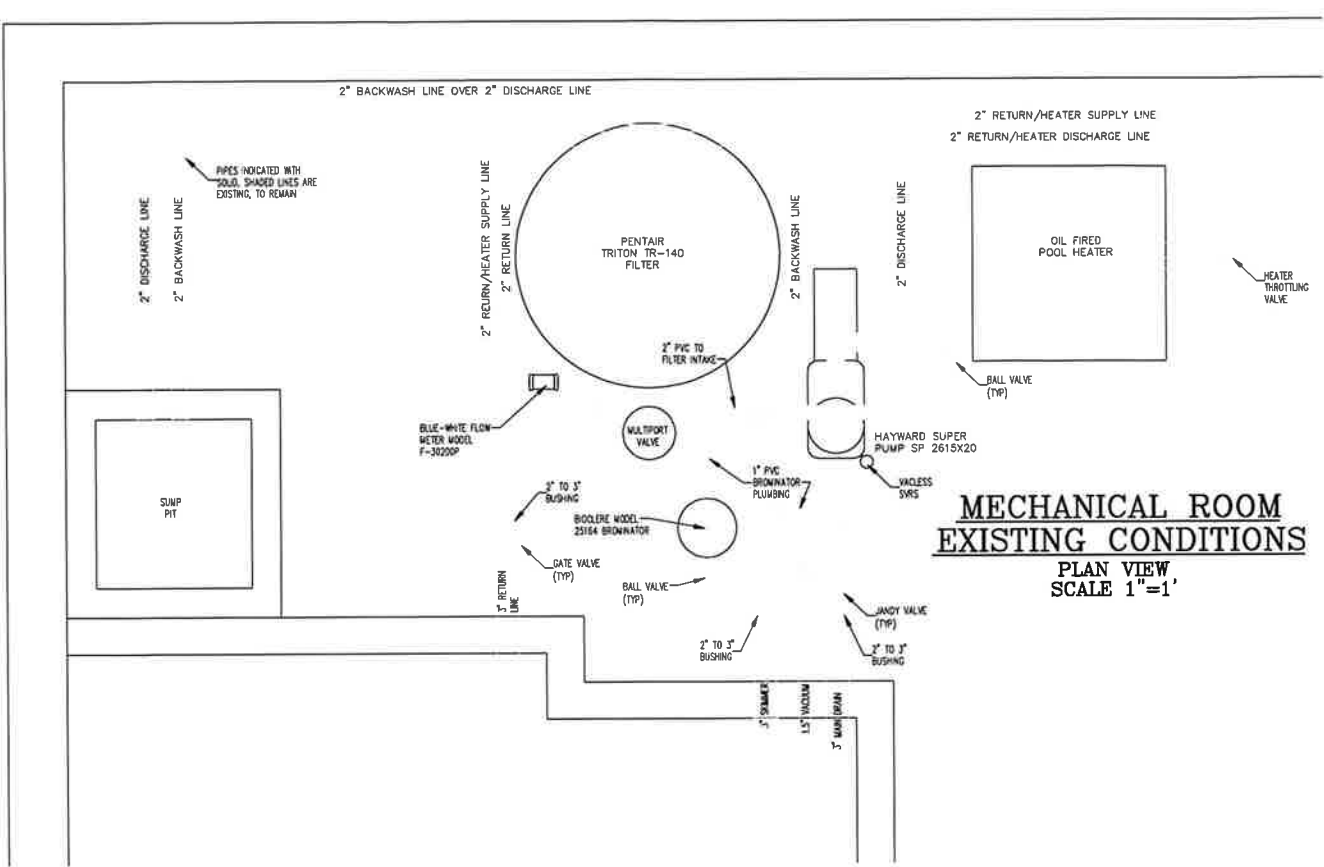 2" BACKWASH LINE OVER 2" DISCHARGE LINE
2" RETURN/HEATER SUPPLY LINE
2" RETURN/HEATER DISCHARGE LINE
PIPES INDICATED WITH
SOLID, SHADED LINES ARE
EXISTING, TO REMAIN
2" DISCHARGE LINE
2" BACKWASH LINE
2" REURN/HEATER SUPPLY LINE
2" RETURN LINE
PENTAIR
TRITON TR-140
FILTER
2" BACKWASH LINE
2" DISCHARGE LINE
OIL FIRED
POOL HEATER
HEATER
THROTTLING
VALVE
2" PVC TO
FILTER INTAKE
BALL VALVE
(TYP)
BLUE-WHITE FLOW
METER MODEL
F-30200P
MULTIPORT
VALVE
HAYWARD SUPER
PUMP SP 2615X20
VACLESS
SVRS
1" PVC
BROMINATOR
PLUMBING
2" TO 3"
BUSHING
SUMP
PIT
BIOCLERE MODEL
25164 BROMINATOR
MECHANICAL ROOM
EXISTING CONDITIONS
PLAN VIEW
SCALE 1"=1'
GATE VALVE
(TYP)
BALL VALVE
(TYP)
3" RETURN
LINE
JANDY VALVE
(TYP)
2" TO 3"
BUSHING
2" TO 3"
BUSHING
3" SKIMMER
1.5" VACUUM
3" MAIN DRAIN